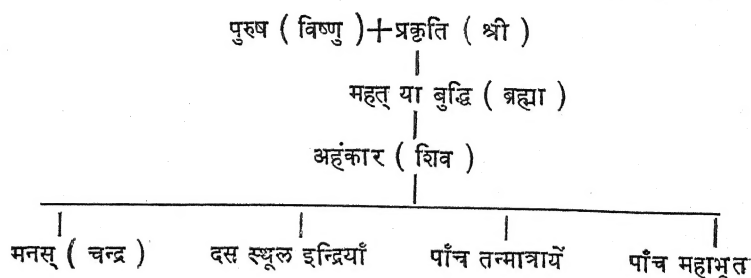 पुरुष ( विष्णु ) + प्रकृति ( श्री )
महत् या बुद्धि ( ब्रह्मा )
अहंकार ( शिव )
मनस् ( चन्द्र ) दस स्थूल इन्द्रियाँ पाँच तन्मात्रायें पाँच महाभूत